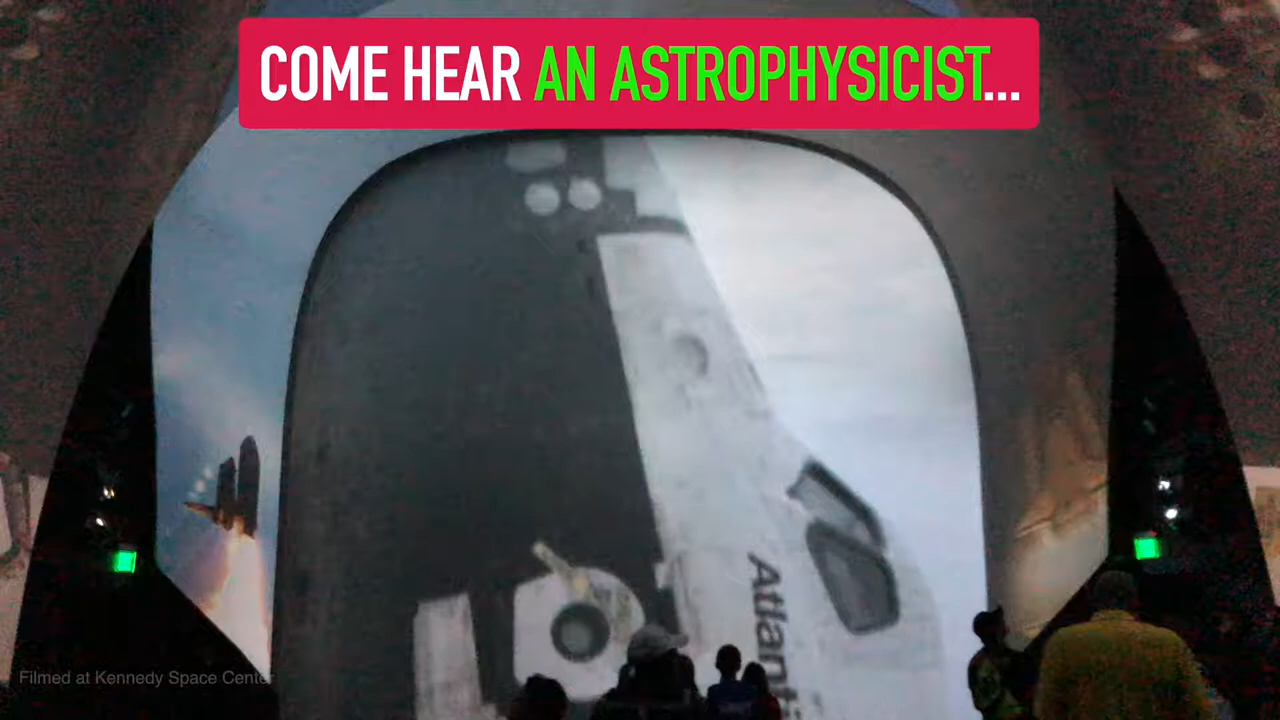 COME HEAR AN ASTROPHYSICIST...
Atlanti
Filmed at Kennedy Space Center